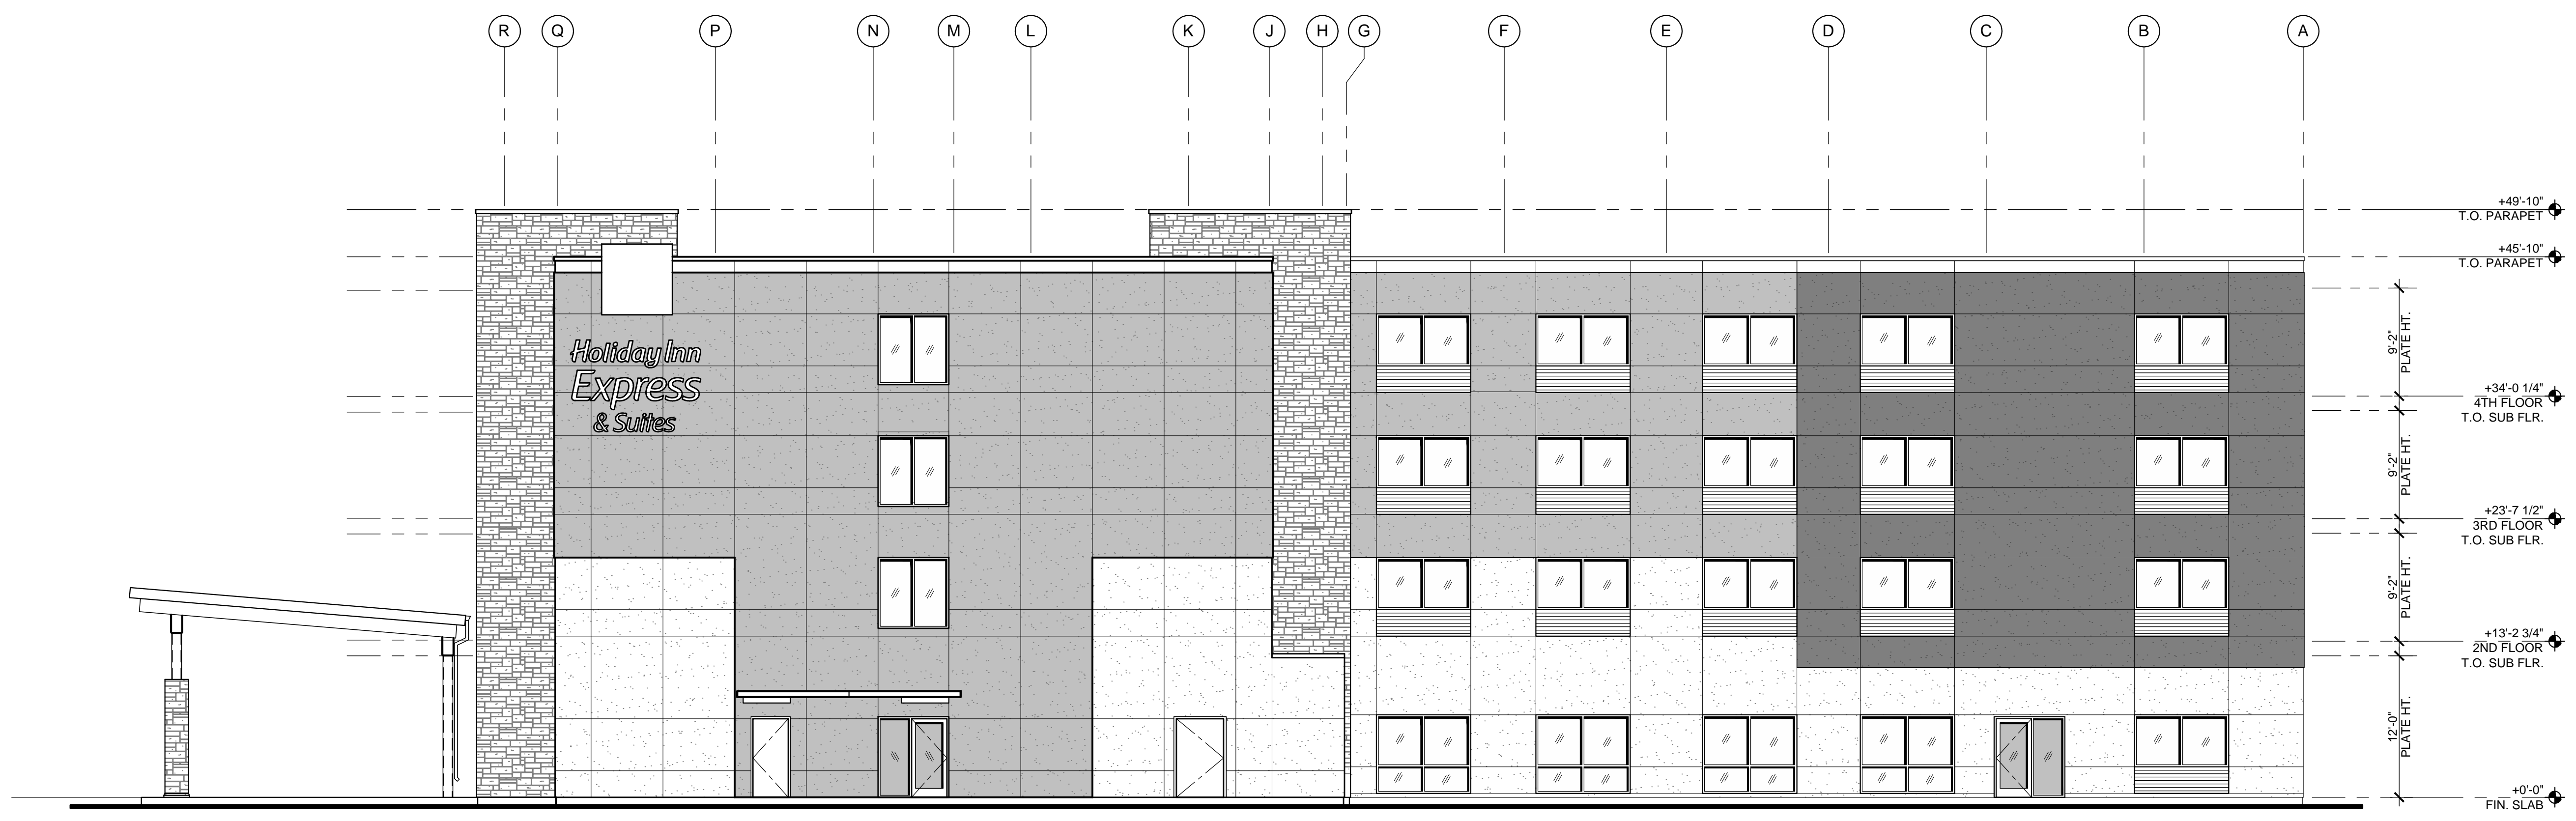 R Q P N M L K J H G F E D C B A
+49'-10"
T.O. PARAPET
+45'-10"
T.O. PARAPET
9'-2"
PLATE HT.
Holiday Inn
Express
& Suites
+34'-0 1/4"
4TH FLOOR
T.O. SUB FLR.
9'-2"
PLATE HT.
+23'-7 1/2"
3RD FLOOR
T.O. SUB FLR.
9'-2"
PLATE HT.
+13'-2 3/4"
2ND FLOOR
T.O. SUB FLR.
12'-0"
PLATE HT.
+0'-0"
FIN. SLAB